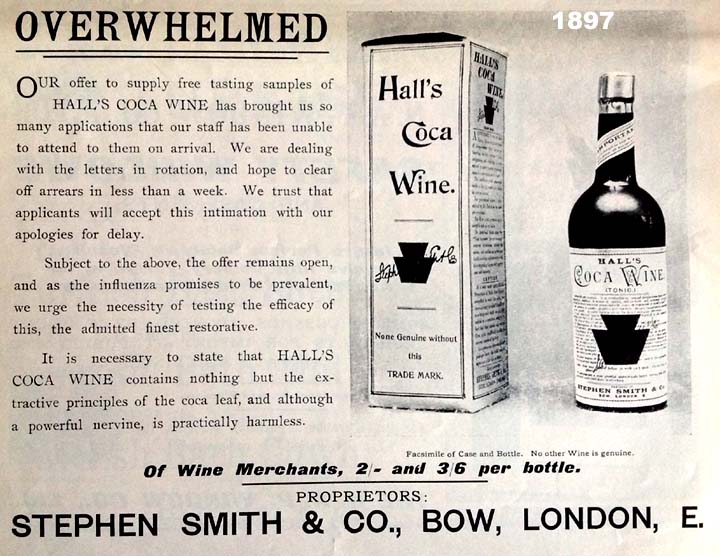 OVERWHELMED
OUR offer to supply free tasting samples of
HALL'S COCA WINE has brought us so
many applications that our staff has been unable
to attend to them on arrival. We are dealing
with the letters in rotation, and hope to clear
off arrears in less than a week. We trust that
applicants will accept this intimation with our
apologies for delay.
Subject to the above, the offer remains open,
and as the influenza promises to be prevalent,
we urge the necessity of testing the efficacy of
this, the admitted finest restorative.
It is necessary to state that HALL'S
COCA WINE contains nothing but the ex-
tractive principles of the coca leaf, and although
a powerful nervine, is practically harmless.
1897
Hall's
Coca
Wine.
None Genuine without
this
TRADE MARK.
HALL'S
COCA
WINE.
HALL'S
COCA WINE
(TONIC.)
STEPHEN SMITH & Co
BOW LONDON E
Facsimile of Case and Bottle. No other Wine is genuine.
Of Wine Merchants, 2/- and 3/6 per bottle.
PROPRIETORS:
STEPHEN SMITH & CO., BOW, LONDON, E.